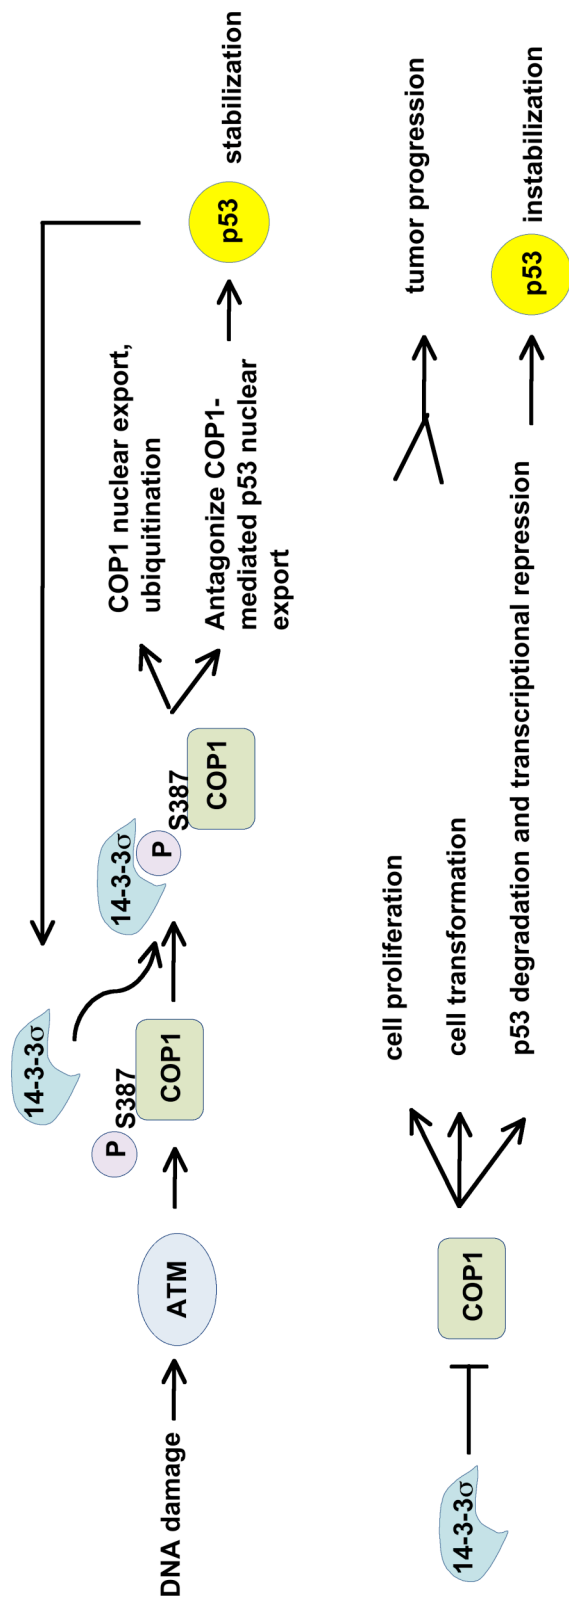 DNA damage
ATM
P
S387
COP1
14-3-3σ
14-3-3σ
P
S387
COP1
COP1 nuclear export,
ubiquitination
Antagonize COP1-
mediated p53 nuclear
export
p53
stabilization
14-3-3σ
COP1
cell proliferation
cell transformation
p53 degradation and transcriptional repression
tumor progression
p53
instabilization